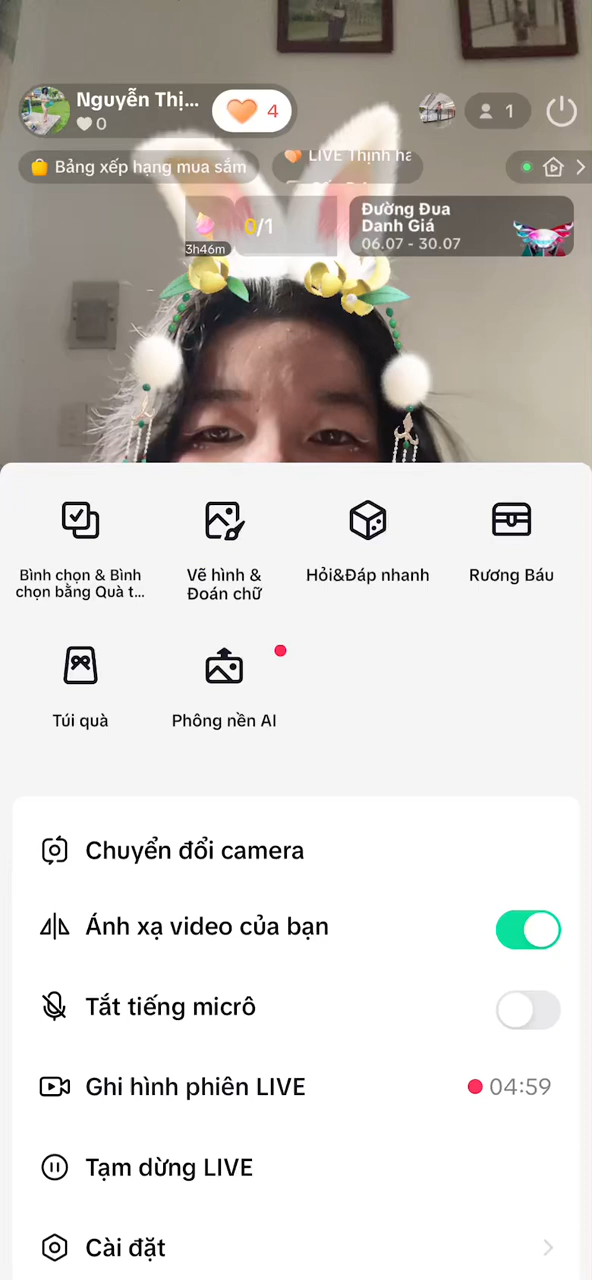 Nguyễn Thị...
0
4
1
Bảng xếp hạng mua sắm
LIVE Thịnh hà
0/1
3h46m
Đường Đua
Danh Giá
06.07 - 30.07
Bình chọn & Bình
chọn bằng Quà t...
Vẽ hình &
Đoán chữ
Hỏi&Đáp nhanh
Rương Báu
Túi quà
Phông nền AI
Chuyển đổi camera
Ánh xạ video của bạn
Tắt tiếng micrô
Ghi hình phiên LIVE
04:59
Tạm dừng LIVE
Cài đặt